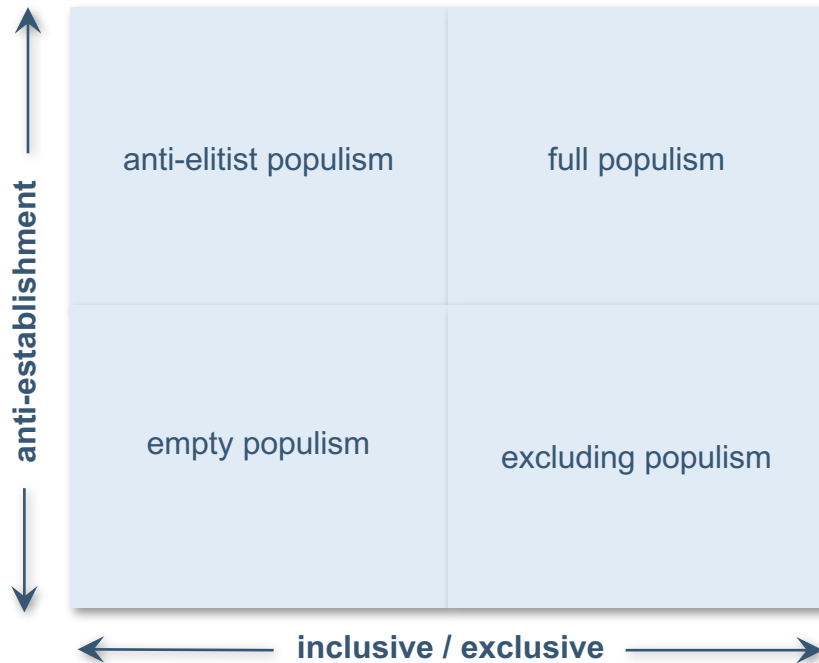 anti-elitist populism
full populism
anti-establishment
empty populism
excluding populism
inclusive / exclusive